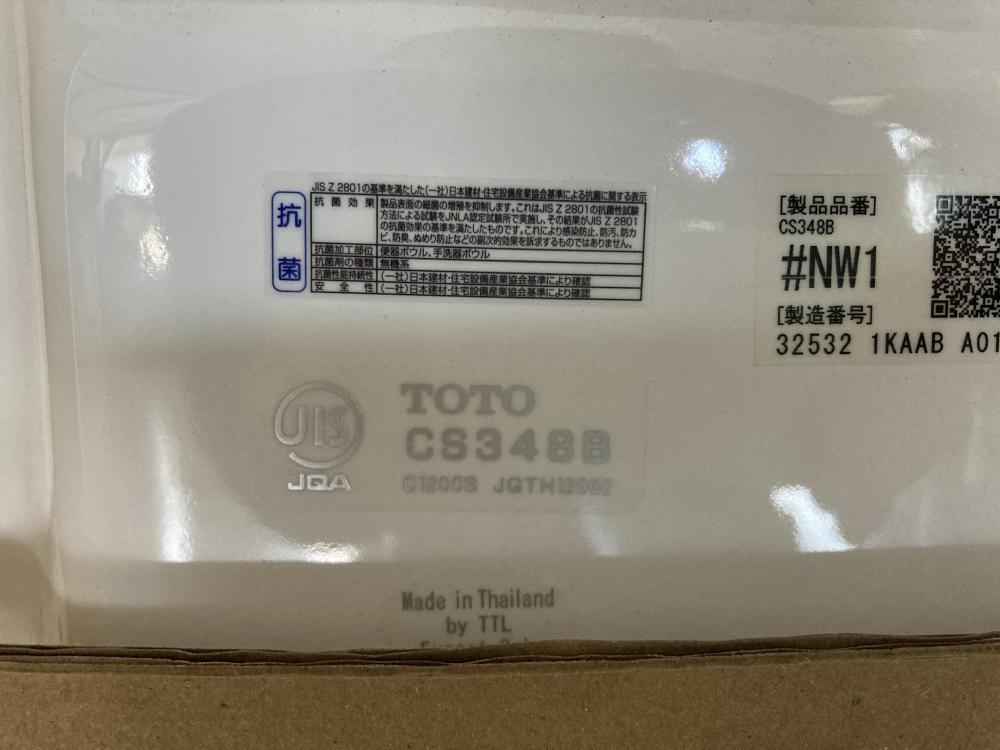 JIS Z 2801の基準を満たした(一社)日本建材・住宅設備産業協会基準による抗菌に関する表示
抗菌
抗菌効果 製品表面の細菌の増殖を抑制します。これはJIS Z 2801の抗菌性試験
方法による試験をJNLA認定試験所で実施し、その結果がJIS Z 2801
の抗菌効果の基準を満たしたものです。これにより感染防止、防汚、防カ
ビ、防臭、ぬめり防止などの副次的効果を訴求するものではありません。
抗菌加工部位 便器ボウル、手洗器ボウル
抗菌剤の種類 無機系
抗菌性能持続性 (一社)日本建材・住宅設備産業協会基準により確認
安全性 (一社)日本建材・住宅設備産業協会基準により確認
[製品品番]
CS348B
#NW1
[製造番号]
32532 1KAAB A01
JIS
JQA
TOTO
CS348B
C1200S JQTH12002
Made in Thailand
by TTL